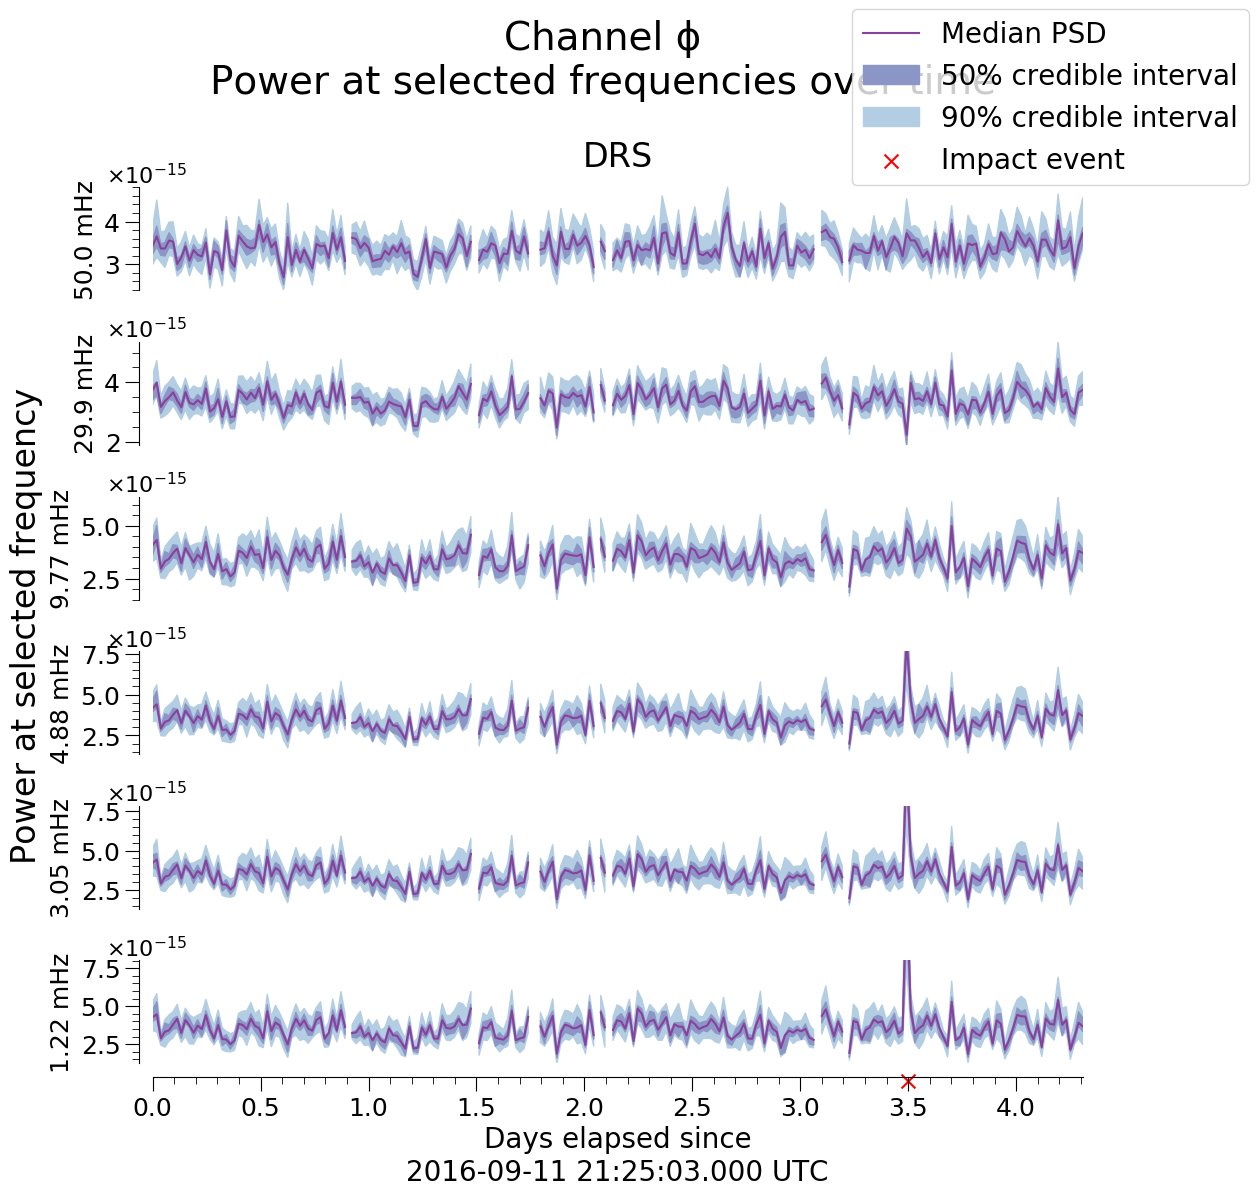 Channel ϕ
Power at selected frequencies over time
Median PSD
50% credible interval
90% credible interval
Impact event
DRS
Power at selected frequency
×10⁻¹⁵
50.0 mHz
4
3
×10⁻¹⁵
29.9 mHz
4
2
×10⁻¹⁵
9.77 mHz
5.0
2.5
×10⁻¹⁵
4.88 mHz
7.5
5.0
2.5
×10⁻¹⁵
3.05 mHz
7.5
5.0
2.5
×10⁻¹⁵
1.22 mHz
7.5
5.0
2.5
0.0 0.5 1.0 1.5 2.0 2.5 3.0 3.5 4.0
Days elapsed since
2016-09-11 21:25:03.000 UTC